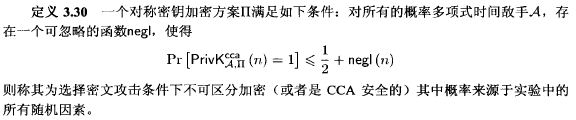 定义 3.30 一个对称密钥加密方案Π满足如下条件：对所有的概率多项式时间敌手𝒜，存
在一个可忽略的函数negl，使得
Pr[PrivK^{cca}_{𝒜,Π}(n)=1] ⩽ 1/2 + negl(n)
则称其为选择密文攻击条件下不可区分加密（或者是 CCA 安全的）其中概率来源于实验中的
所有随机因素。